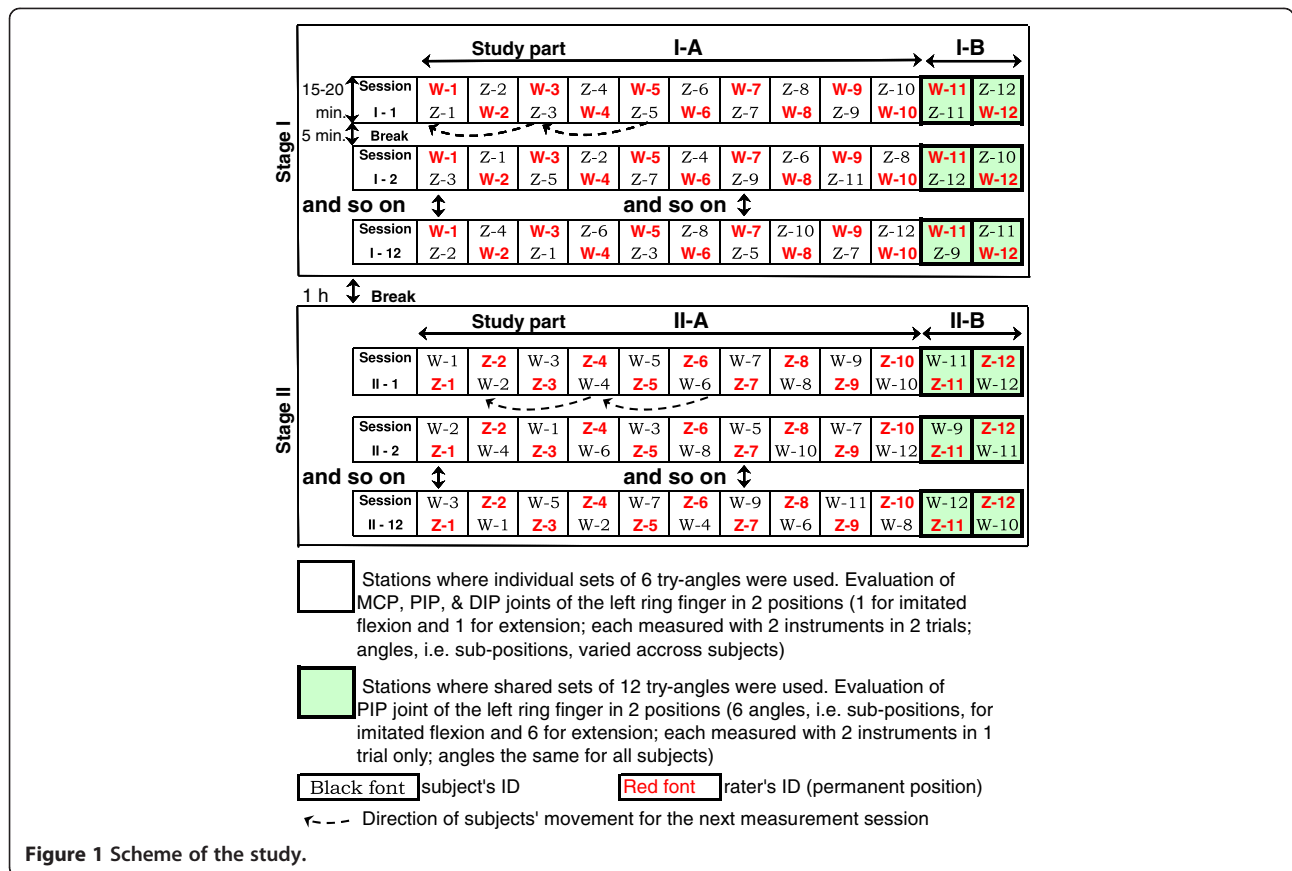 Study part I-A I-B
15-20 min.
Session W-1 Z-2 W-3 Z-4 W-5 Z-6 W-7 Z-8 W-9 Z-10 W-11 Z-12
I - 1 Z-1 W-2 Z-3 W-4 Z-5 W-6 Z-7 W-8 Z-9 W-10 Z-11 W-12
5 min. Break
Stage I
Session W-1 Z-1 W-3 Z-2 W-5 Z-4 W-7 Z-6 W-9 Z-8 W-11 Z-10
I - 2 Z-3 W-2 Z-5 W-4 Z-7 W-6 Z-9 W-8 Z-11 W-10 Z-12 W-12
and so on and so on
Session W-1 Z-4 W-3 Z-6 W-5 Z-8 W-7 Z-10 W-9 Z-12 W-11 Z-11
I - 12 Z-2 W-2 Z-1 W-4 Z-3 W-6 Z-5 W-8 Z-7 W-10 Z-9 W-12
1 h Break
Study part II-A II-B
Session W-1 Z-2 W-3 Z-4 W-5 Z-6 W-7 Z-8 W-9 Z-10 W-11 Z-12
II - 1 Z-1 W-2 Z-3 W-4 Z-5 W-6 Z-7 W-8 Z-9 W-10 Z-11 W-12
Stage II
Session W-2 Z-2 W-1 Z-4 W-3 Z-6 W-5 Z-8 W-7 Z-10 W-9 Z-12
II - 2 Z-1 W-4 Z-3 W-6 Z-5 W-8 Z-7 W-10 Z-9 W-12 Z-11 W-11
and so on and so on
Session W-3 Z-2 W-5 Z-4 W-7 Z-6 W-9 Z-8 W-11 Z-10 W-12 Z-12
II - 12 Z-1 W-1 Z-3 W-2 Z-5 W-4 Z-7 W-6 Z-9 W-8 Z-11 W-10
Stations where individual sets of 6 try-angles were used. Evaluation of
MCP, PIP, & DIP joints of the left ring finger in 2 positions (1 for imitated
flexion and 1 for extension; each measured with 2 instruments in 2 trials;
angles, i.e. sub-positions, varied accross subjects)
Stations where shared sets of 12 try-angles were used. Evaluation of
PIP joint of the left ring finger in 2 positions (6 angles, i.e. sub-positions, for
imitated flexion and 6 for extension; each measured with 2 instruments in 1
trial only; angles the same for all subjects)
Black font subject's ID Red font rater's ID (permanent position)
Direction of subjects' movement for the next measurement session
Figure 1 Scheme of the study.